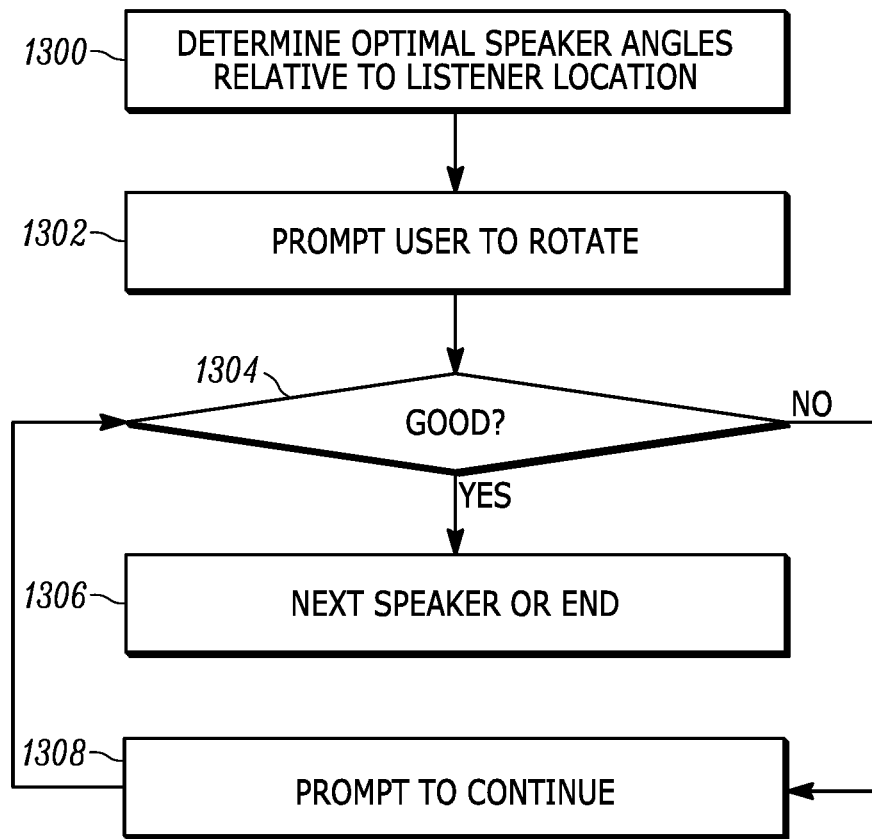 1300
DETERMINE OPTIMAL SPEAKER ANGLES
RELATIVE TO LISTENER LOCATION
1302
PROMPT USER TO ROTATE
1304
GOOD?
NO
YES
1306
NEXT SPEAKER OR END
1308
PROMPT TO CONTINUE